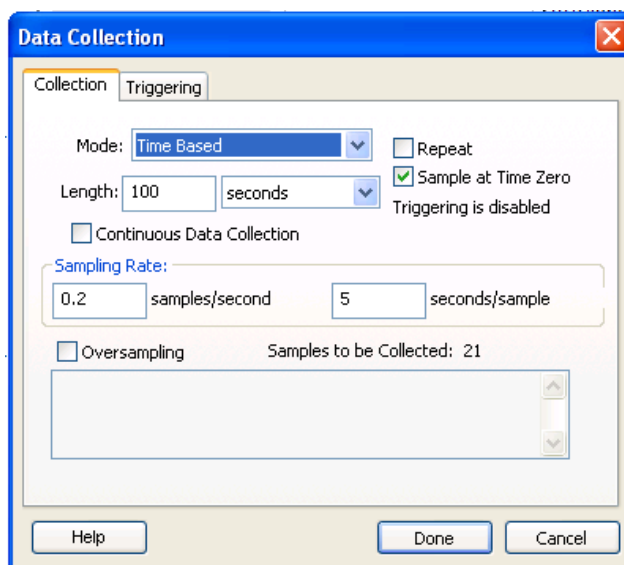 Data Collection
Collection Triggering
Mode: Time Based
Repeat
Length: 100 seconds
Sample at Time Zero
Triggering is disabled
Continuous Data Collection
Sampling Rate:
0.2 samples/second 5 seconds/sample
Oversampling Samples to be Collected: 21
Help Done Cancel